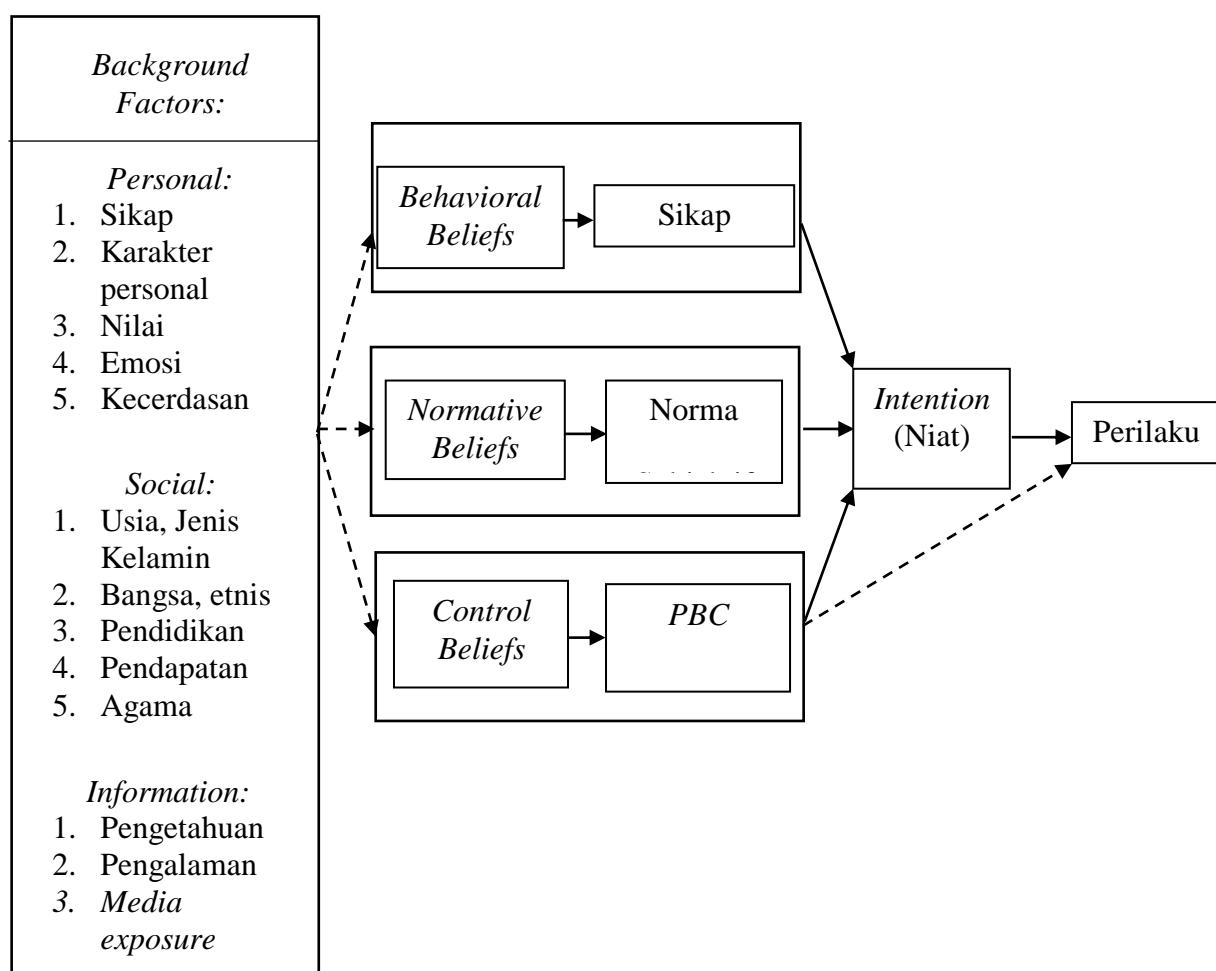 Background
Factors:
Personal:
1. Sikap
2. Karakter
personal
3. Nilai
4. Emosi
5. Kecerdasan
Social:
1. Usia, Jenis
Kelamin
2. Bangsa, etnis
3. Pendidikan
4. Pendapatan
5. Agama
Information:
1. Pengetahuan
2. Pengalaman
3. Media
exposure
Behavioral
Beliefs
Sikap
Normative
Beliefs
Norma
Control
Beliefs
PBC
Intention
(Niat)
Perilaku